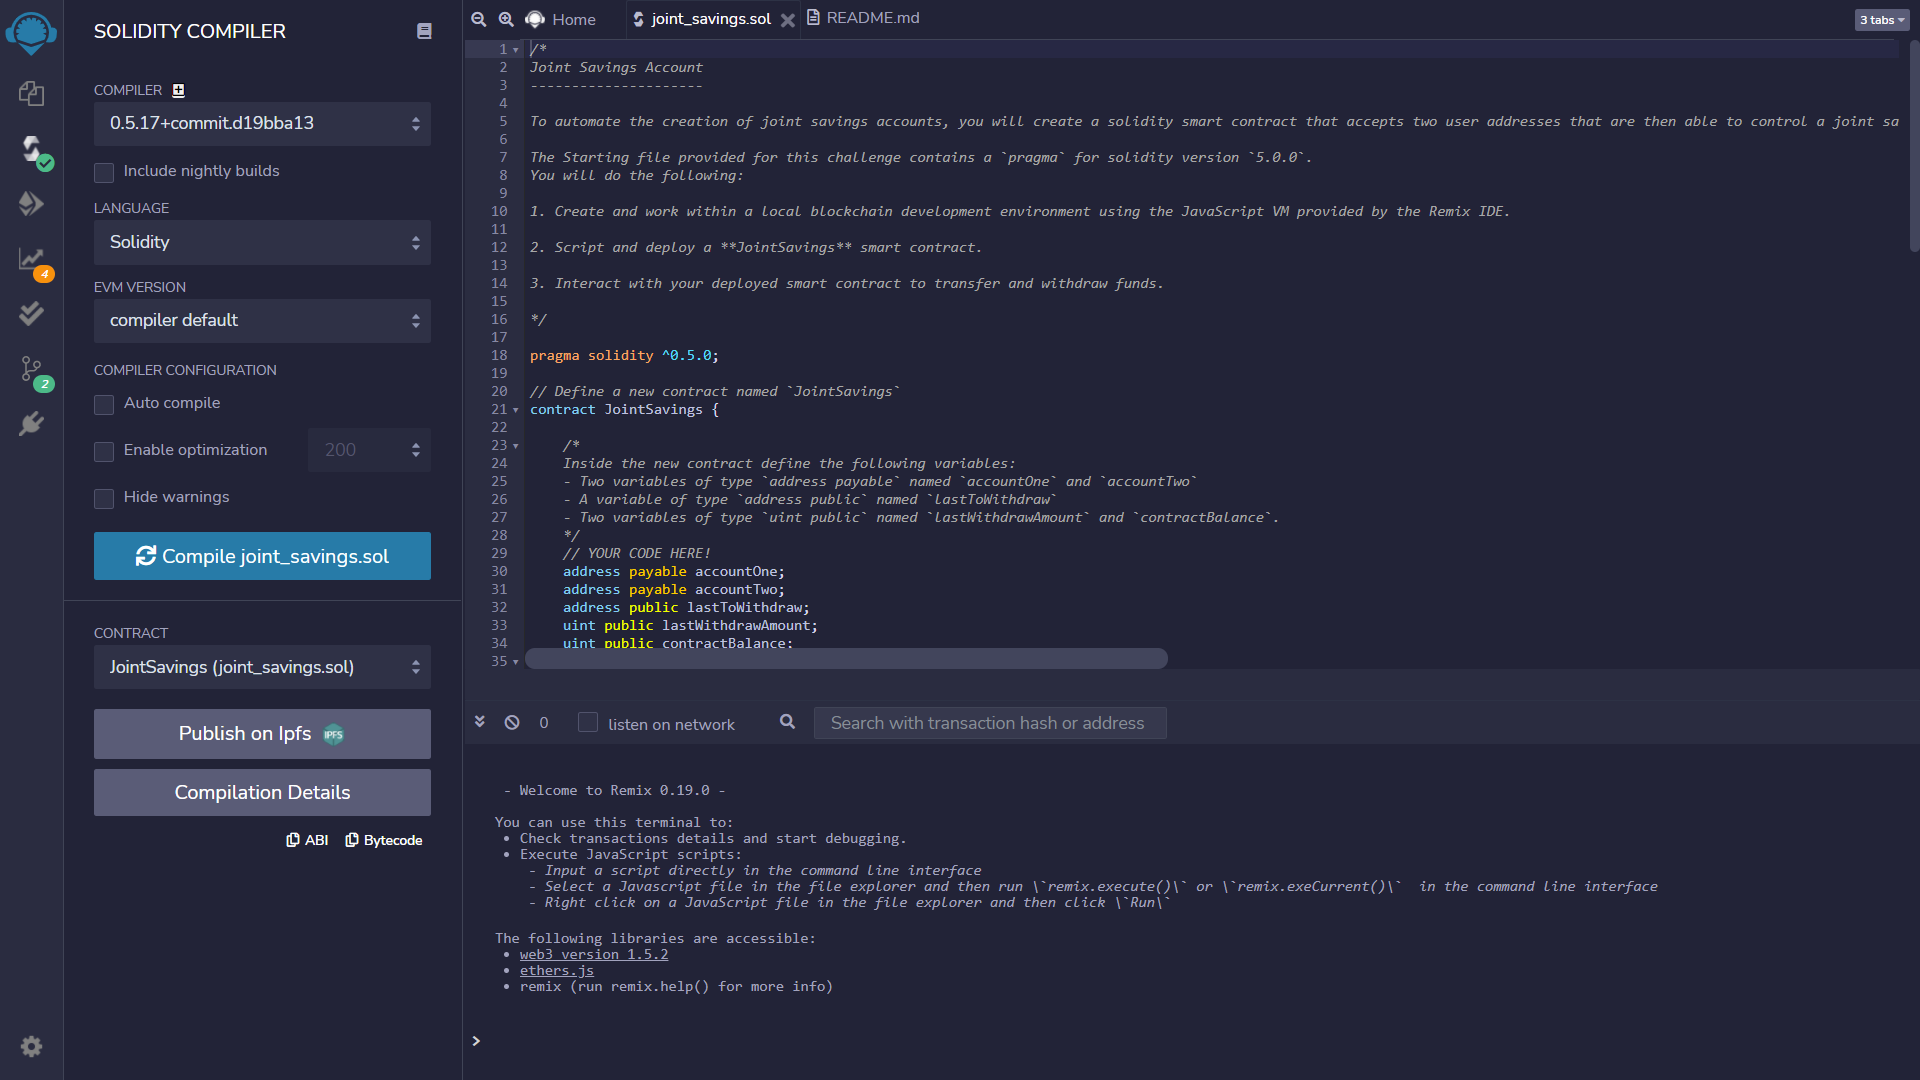 SOLIDITY COMPILER
COMPILER
0.5.17+commit.d19bba13
Include nightly builds
LANGUAGE
Solidity
EVM VERSION
compiler default
COMPILER CONFIGURATION
Auto compile
Enable optimization 200
Hide warnings
Compile joint_savings.sol
CONTRACT
JointSavings (joint_savings.sol)
Publish on Ipfs IPFS
Compilation Details
ABI Bytecode
4
2
Home joint_savings.sol README.md 3 tabs
1 /*
2 Joint Savings Account
3 ---------------------
4
5 To automate the creation of joint savings accounts, you will create a solidity smart contract that accepts two user addresses that are then able to control a joint sa
6
7 The Starting file provided for this challenge contains a `pragma` for solidity version `5.0.0`.
8 You will do the following:
9
10 1. Create and work within a local blockchain development environment using the JavaScript VM provided by the Remix IDE.
11
12 2. Script and deploy a **JointSavings** smart contract.
13
14 3. Interact with your deployed smart contract to transfer and withdraw funds.
15
16 */
17
18 pragma solidity ^0.5.0;
19
20 // Define a new contract named `JointSavings`
21 contract JointSavings {
22
23 /*
24 Inside the new contract define the following variables:
25 - Two variables of type `address payable` named `accountOne` and `accountTwo`
26 - A variable of type `address public` named `lastToWithdraw`
27 - Two variables of type `uint public` named `lastWithdrawAmount` and `contractBalance`.
28 */
29 // YOUR CODE HERE!
30 address payable accountOne;
31 address payable accountTwo;
32 address public lastToWithdraw;
33 uint public lastWithdrawAmount;
34 uint public contractBalance;
35
0 listen on network Search with transaction hash or address
- Welcome to Remix 0.19.0 -
You can use this terminal to:
• Check transactions details and start debugging.
• Execute JavaScript scripts:
- Input a script directly in the command line interface
- Select a Javascript file in the file explorer and then run \`remix.execute()\` or \`remix.exeCurrent()\` in the command line interface
- Right click on a JavaScript file in the file explorer and then click \`Run\`
The following libraries are accessible:
• web3 version 1.5.2
• ethers.js
• remix (run remix.help() for more info)
>